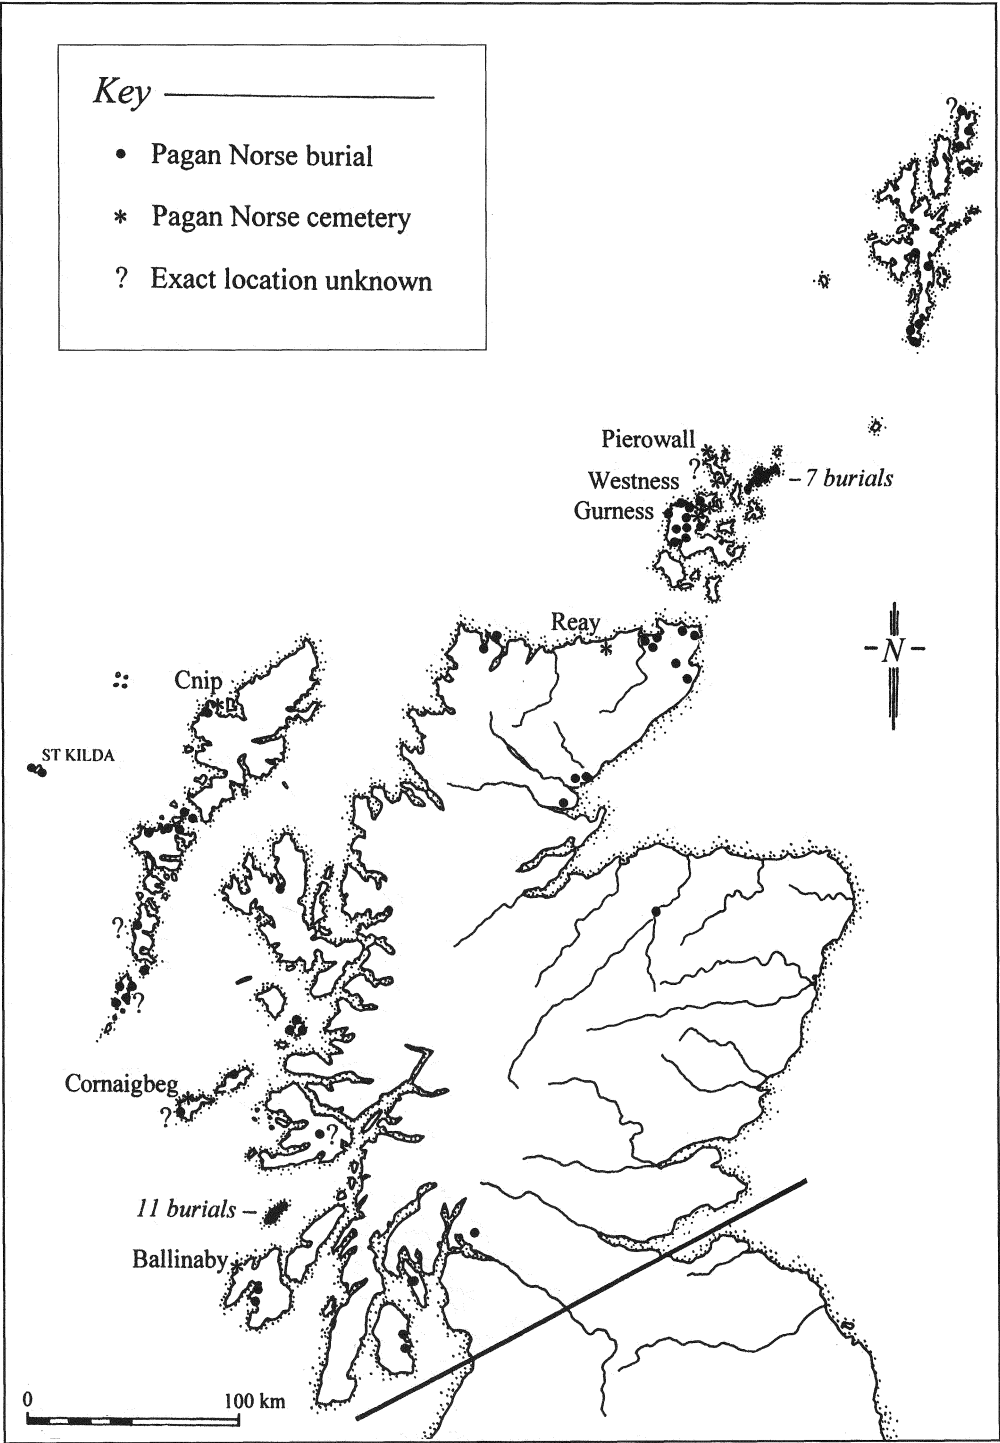 Key
• Pagan Norse burial
* Pagan Norse cemetery
? Exact location unknown
?
Pierowall
?
Westness
– 7 burials
Gurness
Reay
N
Cnip
ST KILDA
?
?
Cornaigbeg
?
?
11 burials –
Ballinaby
0 100 km